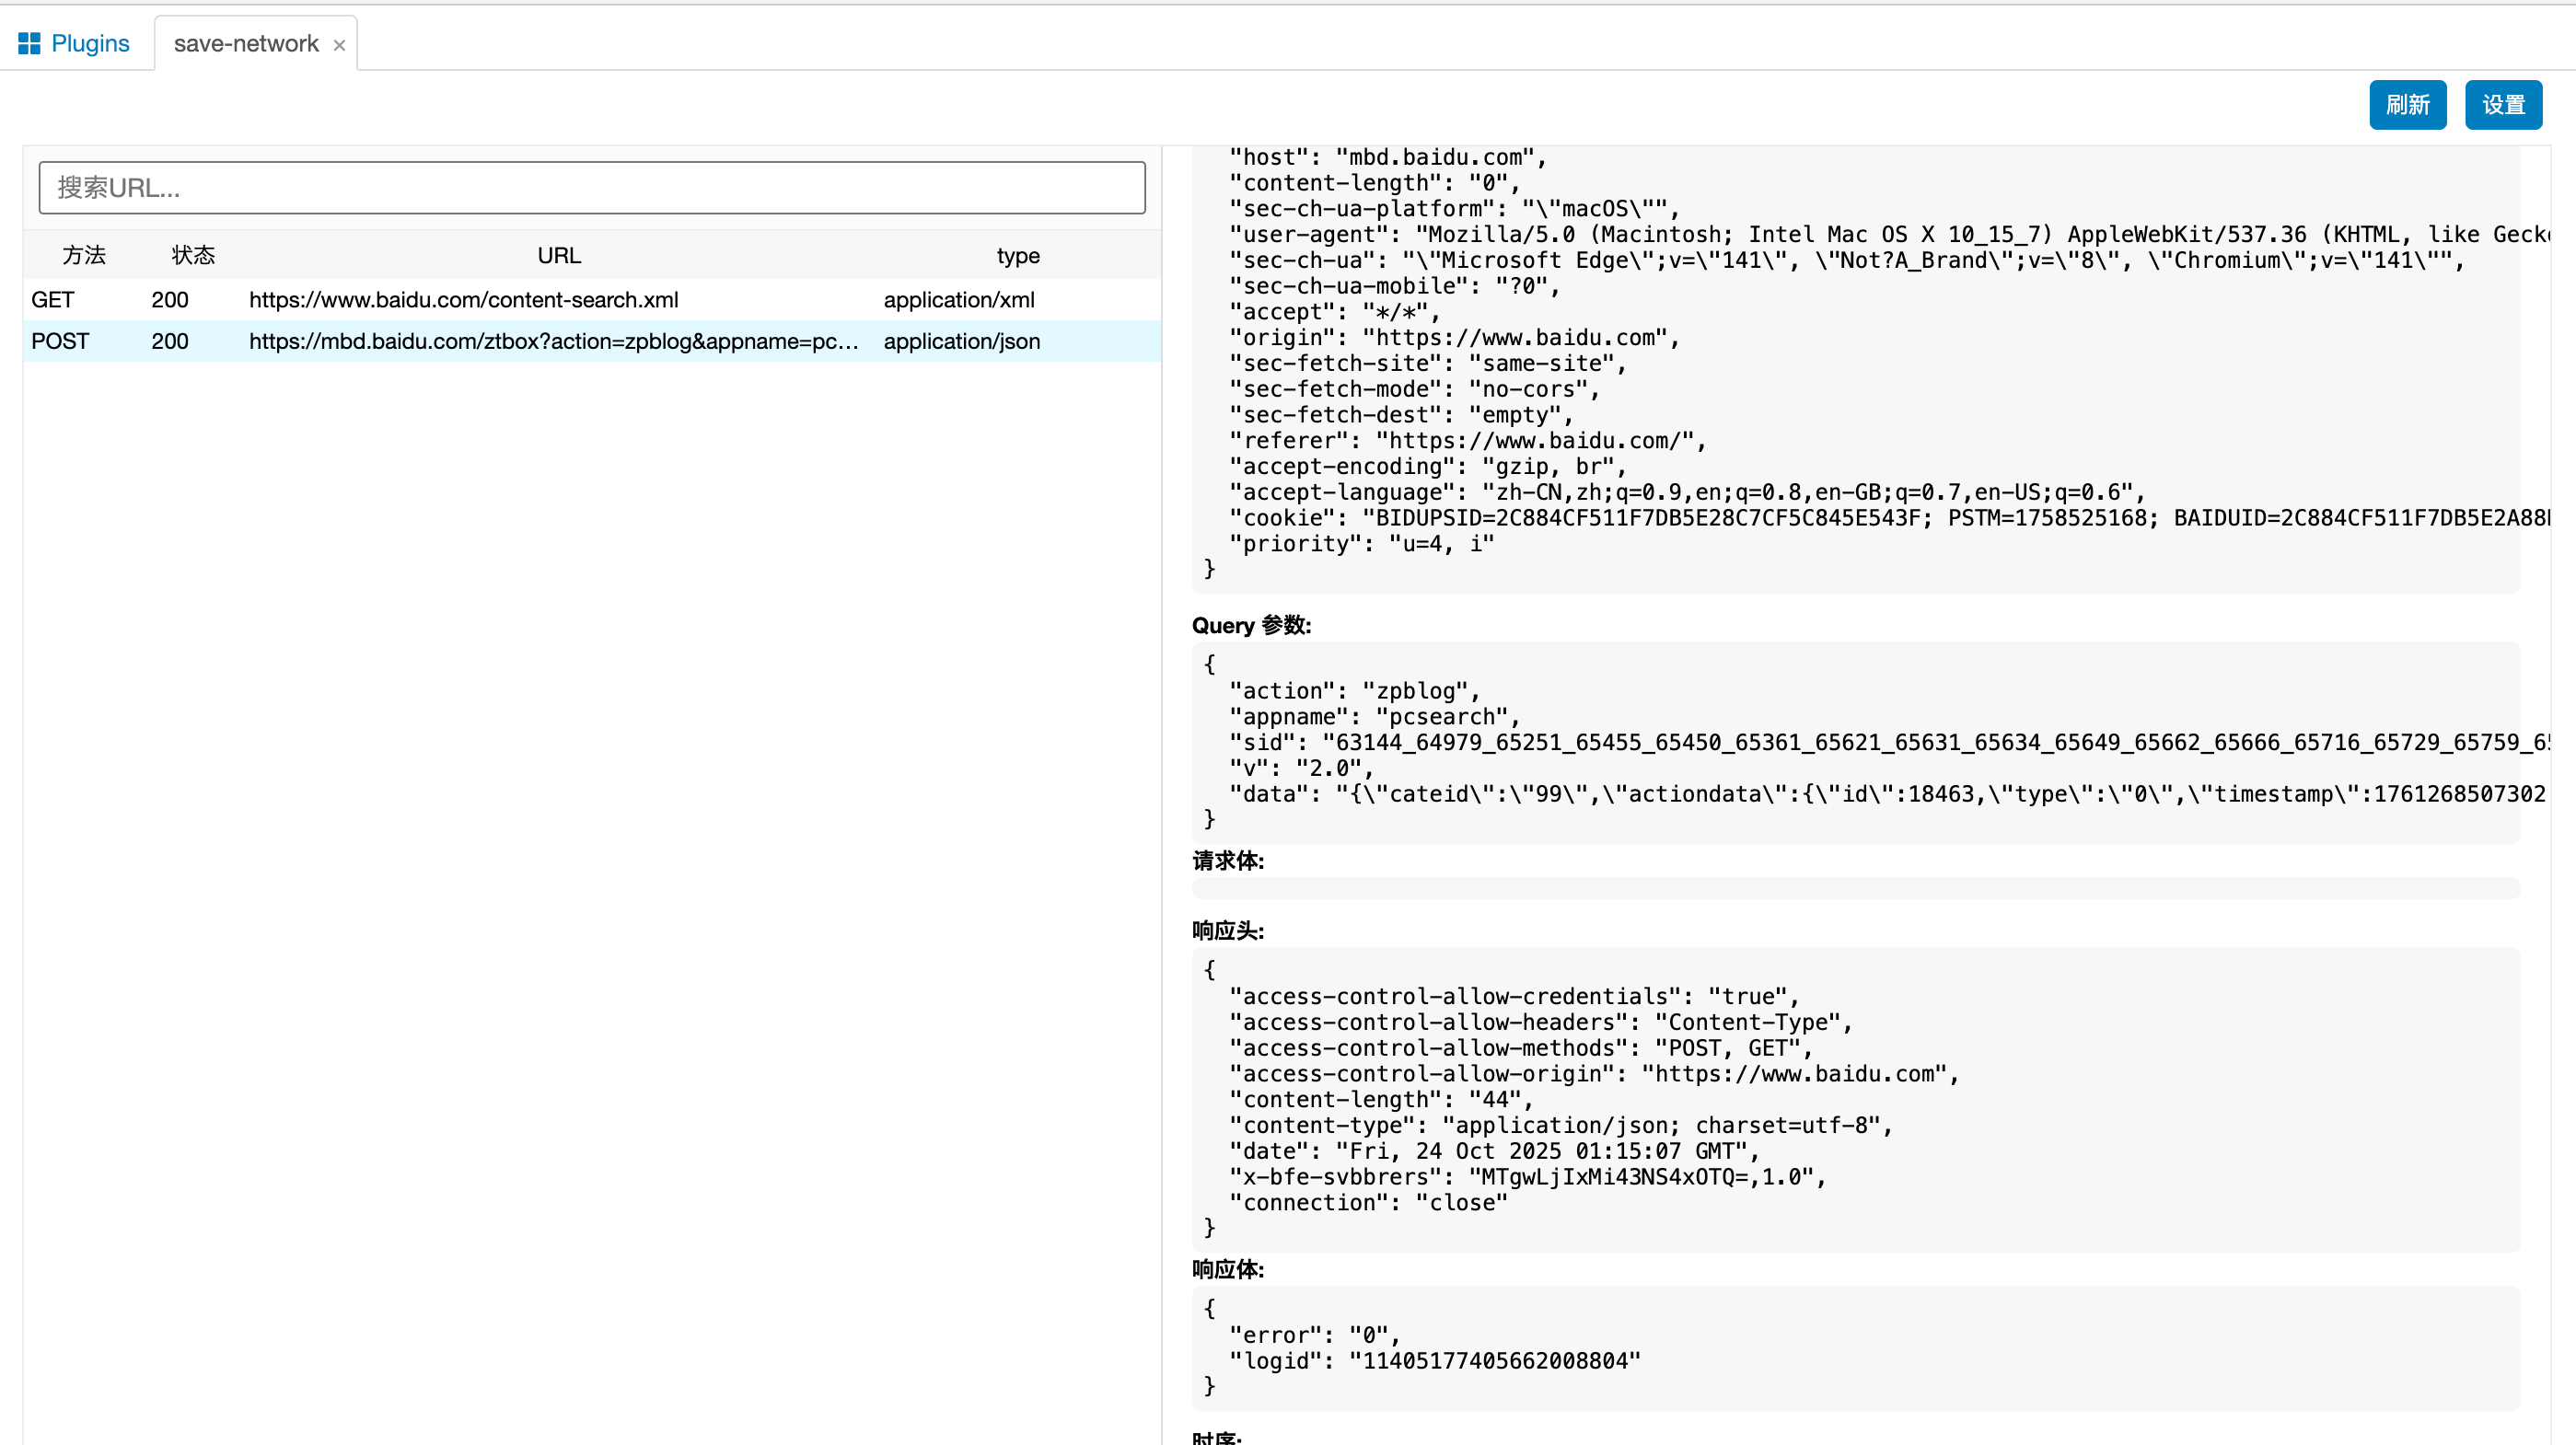 Plugins
save-network ×
刷新
设置
搜索URL...
方法 状态 URL type
GET 200 https://www.baidu.com/content-search.xml application/xml
POST 200 https://mbd.baidu.com/ztbox?action=zpblog&appname=pc... application/json
"host": "mbd.baidu.com",
"content-length": "0",
"sec-ch-ua-platform": "\"macOS\"",
"user-agent": "Mozilla/5.0 (Macintosh; Intel Mac OS X 10_15_7) AppleWebKit/537.36 (KHTML, like Geck
"sec-ch-ua": "\"Microsoft Edge\";v=\"141\", \"Not?A_Brand\";v=\"8\", \"Chromium\";v=\"141\"",
"sec-ch-ua-mobile": "?0",
"accept": "*/*",
"origin": "https://www.baidu.com",
"sec-fetch-site": "same-site",
"sec-fetch-mode": "no-cors",
"sec-fetch-dest": "empty",
"referer": "https://www.baidu.com/",
"accept-encoding": "gzip, br",
"accept-language": "zh-CN,zh;q=0.9,en;q=0.8,en-GB;q=0.7,en-US;q=0.6",
"cookie": "BIDUPSID=2C884CF511F7DB5E28C7CF5C845E543F; PSTM=1758525168; BAIDUID=2C884CF511F7DB5E2A88
"priority": "u=4, i"
}
Query 参数:
{
"action": "zpblog",
"appname": "pcsearch",
"sid": "63144_64979_65251_65455_65450_65361_65621_65631_65634_65649_65662_65666_65716_65729_65759_65
"v": "2.0",
"data": "{\"cateid\":\"99\",\"actiondata\":{\"id\":18463,\"type\":\"0\",\"timestamp\":1761268507302
}
请求体:
响应头:
{
"access-control-allow-credentials": "true",
"access-control-allow-headers": "Content-Type",
"access-control-allow-methods": "POST, GET",
"access-control-allow-origin": "https://www.baidu.com",
"content-length": "44",
"content-type": "application/json; charset=utf-8",
"date": "Fri, 24 Oct 2025 01:15:07 GMT",
"x-bfe-svbbrers": "MTgwLjIxMi43NS4xOTQ=,1.0",
"connection": "close"
}
响应体:
{
"error": "0",
"logid": "11405177405662008804"
}
时序: